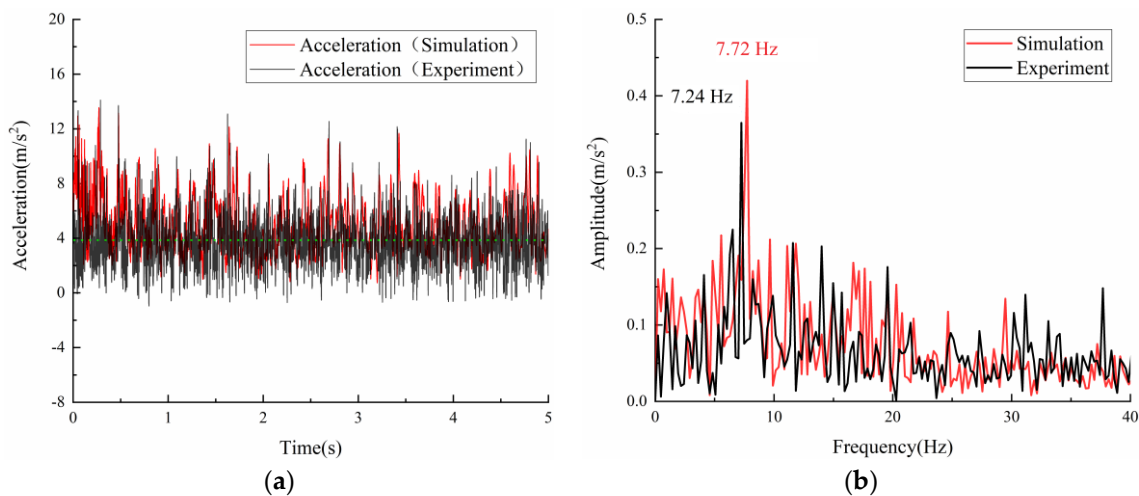 20
16
12
8
4
0
-4
-8
Acceleration(m/s²)
Acceleration（Simulation）
Acceleration（Experiment）
0
1
2
3
4
5
Time(s)
(a)
0.5
0.4
0.3
0.2
0.1
0.0
Amplitude(m/s²)
7.72 Hz
7.24 Hz
Simulation
Experiment
0
10
20
30
40
Frequency(Hz)
(b)